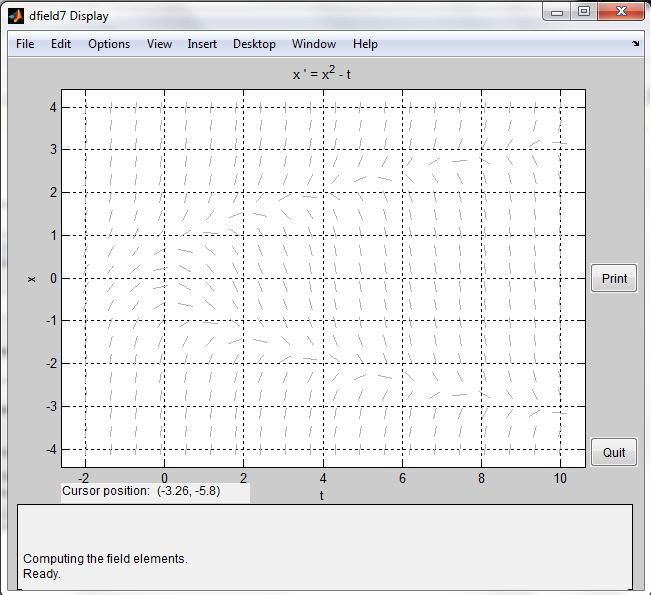 dfield7 Display
File Edit Options View Insert Desktop Window Help
x ' = x² - t
4
3
2
1
0
-1
-2
-3
-4
x
-2 0 2 4 6 8 10
t
Cursor position: (-3.26, -5.8)
Print
Quit
Computing the field elements.
Ready.